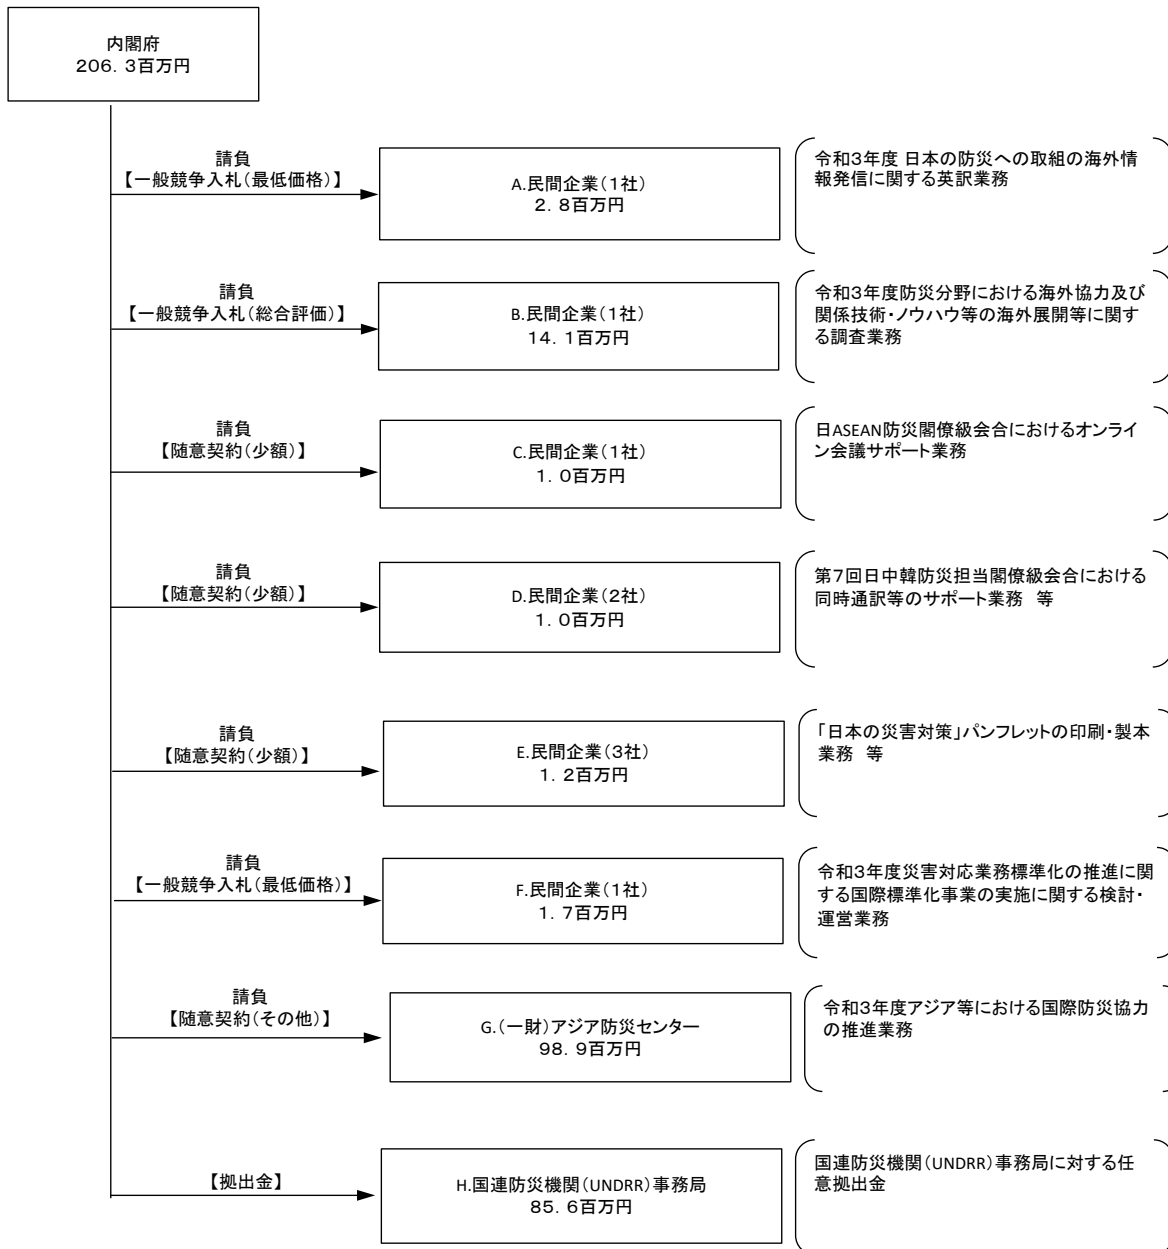 内閣府
206．3百万円
請負
【一般競争入札（最低価格）】
A.民間企業（1社）
2．8百万円
令和3年度 日本の防災への取組の海外情
報発信に関する英訳業務
請負
【一般競争入札（総合評価）】
B.民間企業（1社）
14．1百万円
令和3年度防災分野における海外協力及び
関係技術・ノウハウ等の海外展開等に関す
る調査業務
請負
【随意契約（少額）】
C.民間企業（1社）
1．0百万円
日ASEAN防災閣僚級会合におけるオンライ
ン会議サポート業務
請負
【随意契約（少額）】
D.民間企業（2社）
1．0百万円
第7回日中韓防災担当閣僚級会合における
同時通訳等のサポート業務　等
請負
【随意契約（少額）】
E.民間企業（3社）
1．2百万円
「日本の災害対策」パンフレットの印刷・製本
業務　等
請負
【一般競争入札（最低価格）】
F.民間企業（1社）
1．7百万円
令和3年度災害対応業務標準化の推進に関
する国際標準化事業の実施に関する検討・
運営業務
請負
【随意契約（その他）】
G.（一財）アジア防災センター
98．9百万円
令和3年度アジア等における国際防災協力
の推進業務
【拠出金】
H.国連防災機関（UNDRR）事務局
85．6百万円
国連防災機関（UNDRR）事務局に対する任
意拠出金